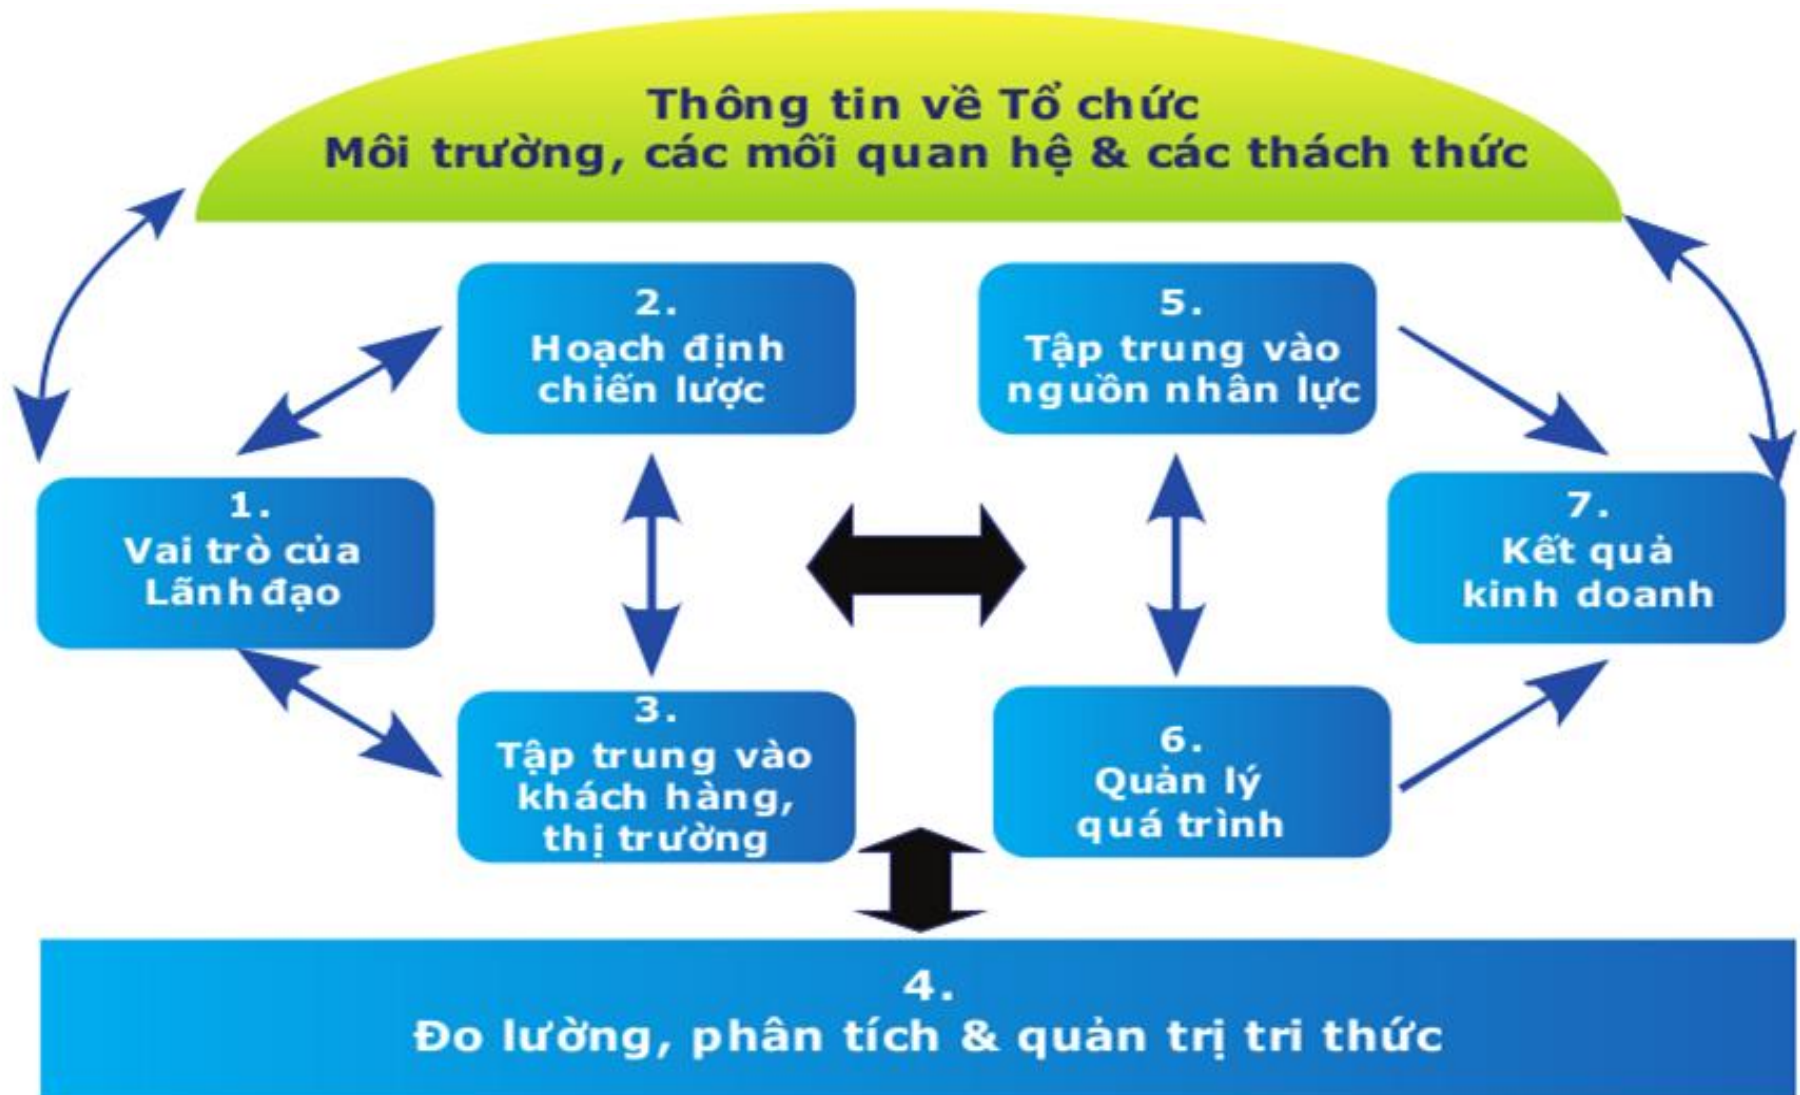 Thông tin về Tổ chức
Môi trường, các mối quan hệ & các thách thức
2.
Hoạch định
chiến lược
5.
Tập trung vào
nguồn nhân lực
1.
Vai trò của
Lãnh đạo
7.
Kết quả
kinh doanh
3.
Tập trung vào
khách hàng,
thị trường
6.
Quản lý
quá trình
4.
Đo lường, phân tích & quản trị tri thức